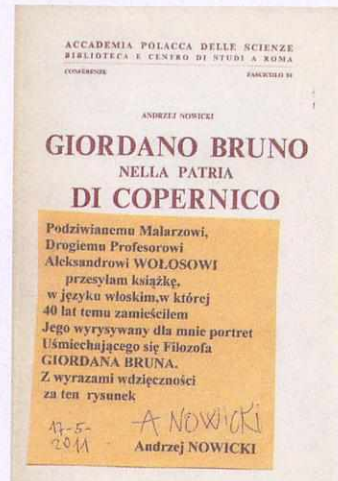 ACCADEMIA POLACCA DELLE SCIENZE
BIBLIOTECA E CENTRO DI STUDI A ROMA
CONFERENZE
FASCICOLO
ANDRZEJ NOWICKI
GIORDANO BRUNO
NELLA PATRIA
DI COPERNICO
Podziwianemu Malarzowi,
Drogiemu Profesorowi
Aleksandrowi WOŁOSOWI
przesyłam książkę,
w języku włoskim,w której
40 lat temu zamieściłem
Jego wyrysywany dla mnie portret
Uśmiechającego się Filozofa
GIORDANA BRUNA.
Z wyrazami wdzięczności
za ten rysunek
17-5-
2011
A NOWICKI
Andrzej NOWICKI